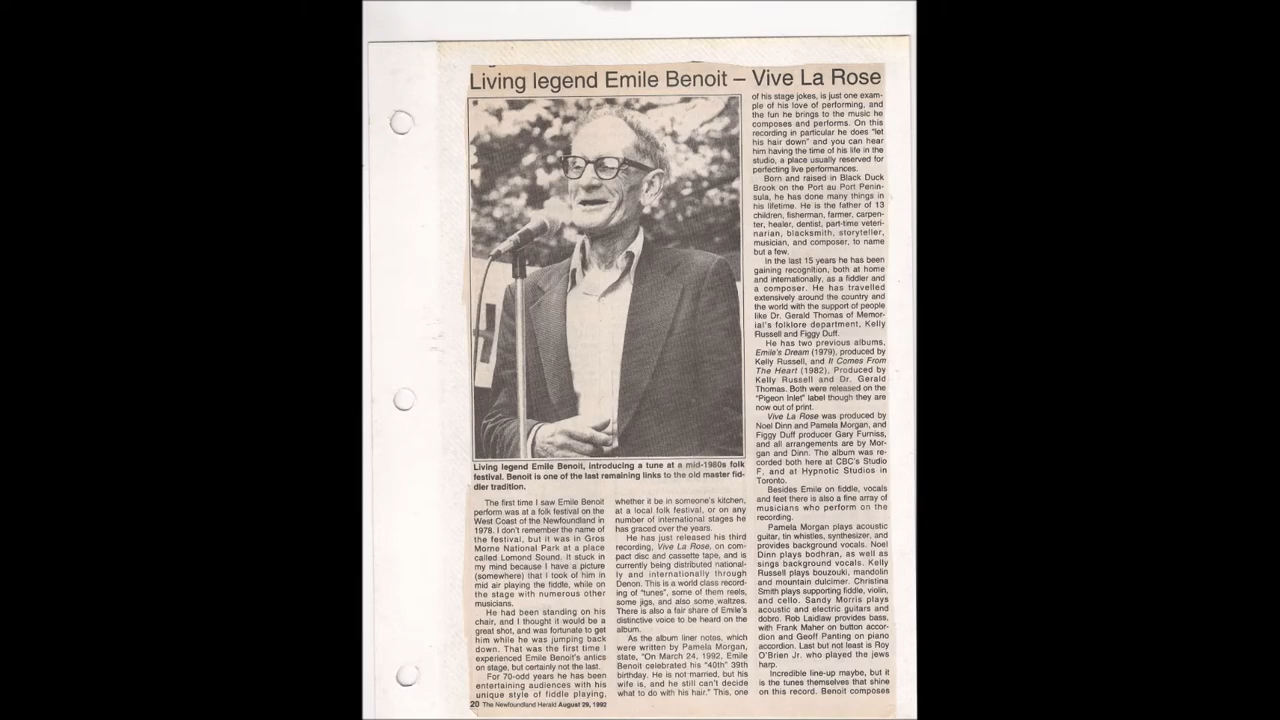 Living legend Emile Benoit – Vive La Rose
Living legend Emile Benoit, introducing a tune at a mid-1980s folk
festival. Benoit is one of the last remaining links to the old master fid-
dler tradition.
The first time I saw Emile Benoit
perform was at a folk festival on the
West Coast of the Newfoundland in
1978. I don't remember the name of
the festival, but it was in Gros
Morne National Park at a place
called Lomond Sound. It stuck in
my mind because I have a picture
(somewhere) that I took of him in
mid air playing the fiddle, while on
the stage with numerous other
musicians.
He had been standing on his
chair, and I thought it would be a
great shot, and was fortunate to get
him while he was jumping back
down. That was the first time I
experienced Emile Benoit's antics
on stage, but certainly not the last.
For 70-odd years he has been
entertaining audiences with his
unique style of fiddle playing,
whether it be in someone's kitchen,
at a local folk festival, or on any
number of international stages he
has graced over the years.
He has just released his third
recording, Vive La Rose, on com-
pact disc and cassette tape, and is
currently being distributed national-
ly and internationally through
Denon. This is a world class record-
ing of "tunes", some of them reels,
some jigs, and also some waltzes.
There is also a fair share of Emile's
distinctive voice to be heard on the
album.
As the album liner notes, which
were written by Pamela Morgan,
state, "On March 24, 1992, Emile
Benoit celebrated his "40th" 39th
birthday. He is not married, but his
wife is, and he still can't decide
what to do with his hair." This, one
of his stage jokes, is just one exam-
ple of his love of performing, and
the fun he brings to the music he
composes and performs. On this
recording in particular he does "let
his hair down" and you can hear
him having the time of his life in the
studio, a place usually reserved for
perfecting live performances.
Born and raised in Black Duck
Brook on the Port au Port Penin-
sula, he has done many things in
his lifetime. He is the father of 13
children, fisherman, farmer, carpen-
ter, healer, dentist, part-time veteri-
narian, blacksmith, storyteller,
musician, and composer, to name
but a few.
In the last 15 years he has been
gaining recognition, both at home
and internationally, as a fiddler and
a composer. He has travelled
extensively around the country and
the world with the support of people
like Dr. Gerald Thomas of Memor-
ial's folklore department, Kelly
Russell and Figgy Duff.
He has two previous albums,
Emile's Dream (1979), produced by
Kelly Russell, and It Comes From
The Heart (1982), Produced by
Kelly Russell and Dr. Gerald
Thomas. Both were released on the
"Pigeon Inlet" label though they are
now out of print.
Vive La Rose was produced by
Noel Dinn and Pamela Morgan, and
Figgy Duff producer Gary Furniss,
and all arrangements are by Mor-
gan and Dinn. The album was re-
corded both here at CBC's Studio
F, and at Hypnotic Studios in
Toronto.
Besides Emile on fiddle, vocals
and feet there is also a fine array of
musicians who perform on the
recording.
Pamela Morgan plays acoustic
guitar, tin whistles, synthesizer, and
provides background vocals. Noel
Dinn plays bodhran, as well as
sings background vocals. Kelly
Russell plays bouzouki, mandolin
and mountain dulcimer. Christina
Smith plays supporting fiddle, violin,
and cello. Sandy Morris plays
acoustic and electric guitars and
dobro. Rob Laidlaw provides bass,
with Frank Maher on button accor-
dion and Geoff Panting on piano
accordion. Last but not least is Roy
O'Brien Jr. who played the jews
harp.
Incredible line-up maybe, but it
is the tunes themselves that shine
on this record. Benoit composes
20 The Newfoundland Herald August 29, 1992